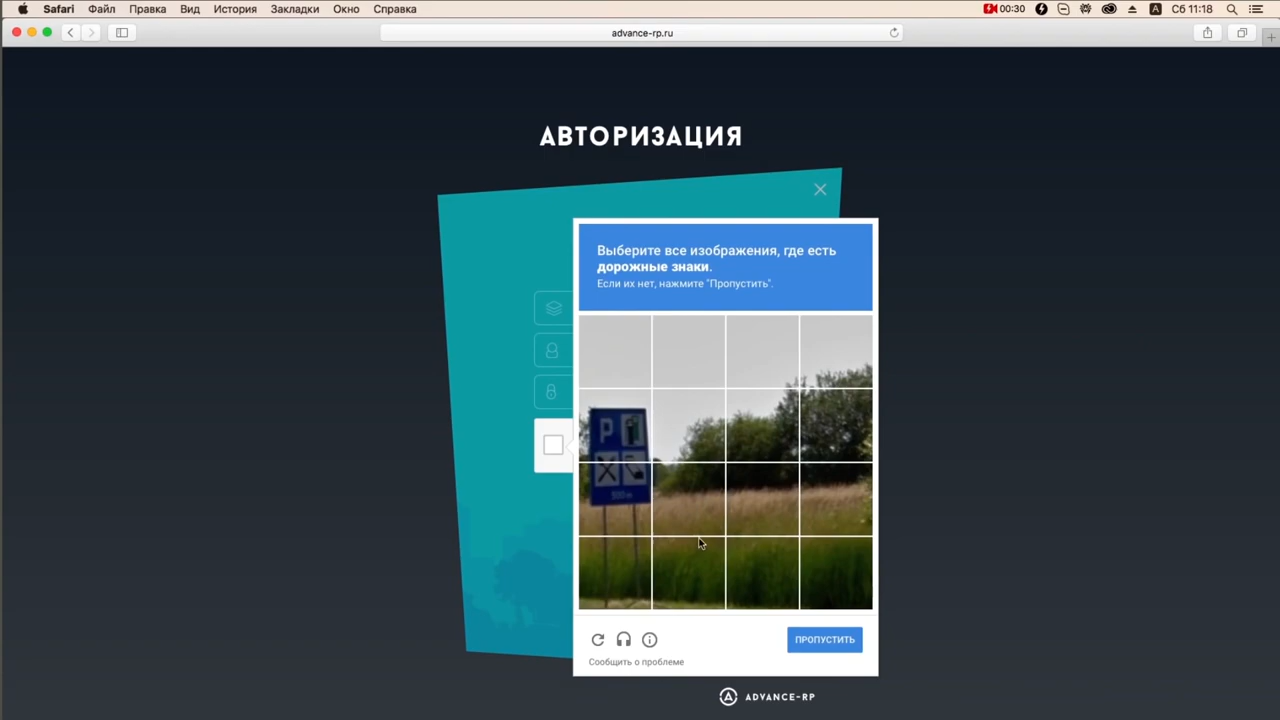 Safari Файл Правка Вид История Закладки Окно Справка 00:30 A Сб 11:18
advance-rp.ru
АВТОРИЗАЦИЯ
Выберите все изображения, где есть
дорожные знаки.
Если их нет, нажмите "Пропустить".
P
ПРОПУСТИТЬ
Сообщить о проблеме
ADVANCE-RP